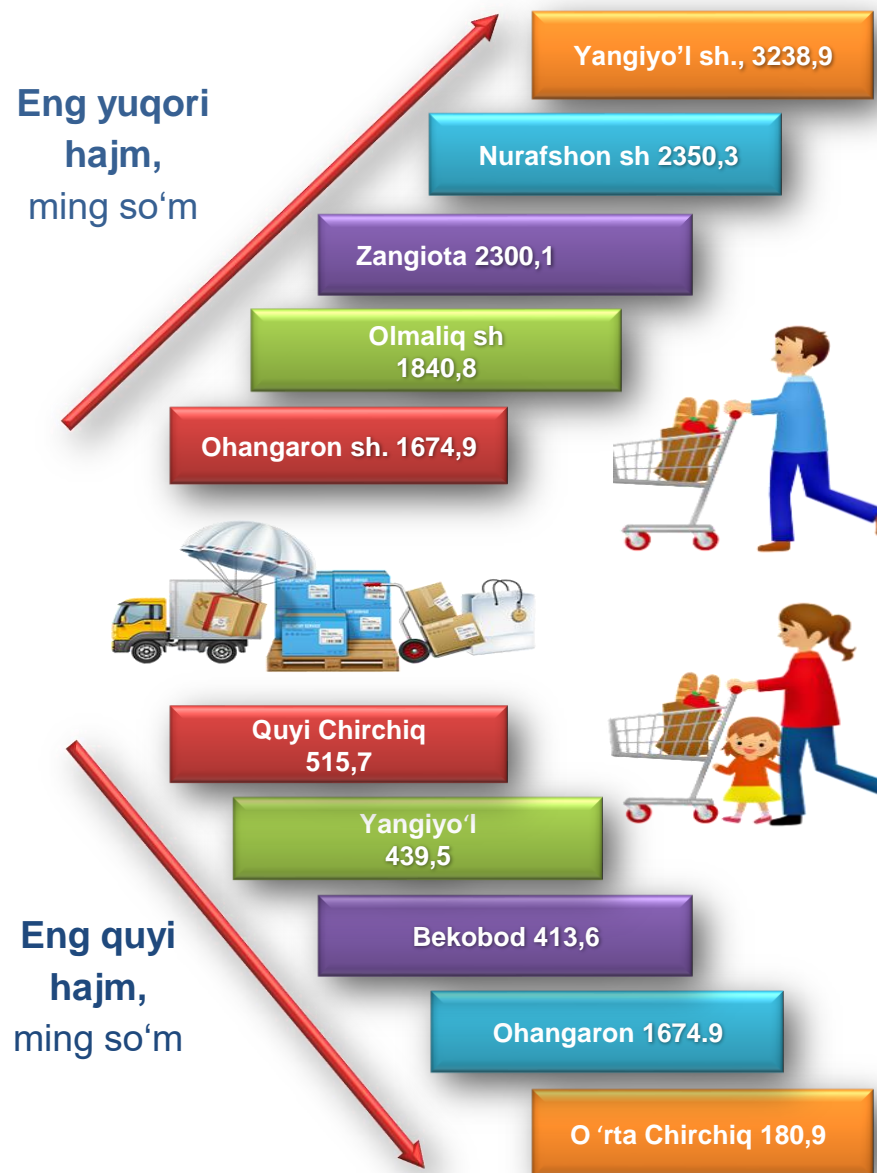 Yangiyo’l sh., 3238,9
Eng yuqori
hajm,
ming so‘m
Nurafshon sh 2350,3
Zangiota 2300,1
Olmaliq sh
1840,8
Ohangaron sh. 1674,9
Quyi Chirchiq
515,7
Yangiyo‘l
439,5
Eng quyi
hajm,
ming so‘m
Bekobod 413,6
Ohangaron 1674.9
O ‘rta Chirchiq 180,9